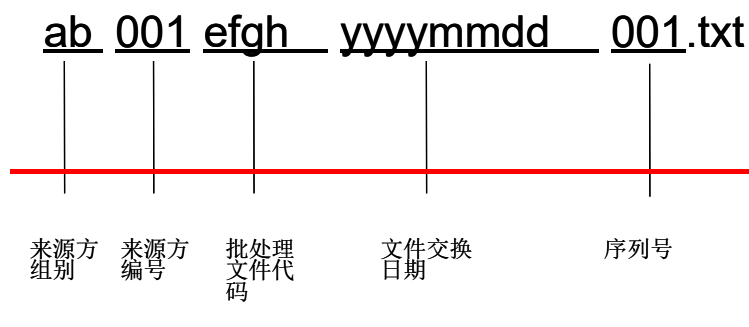 ab 001 efgh yyyymmdd 001.txt
来源方 来源方 批处理 文件交换 序列号
组别 编号 文件代 日期
码